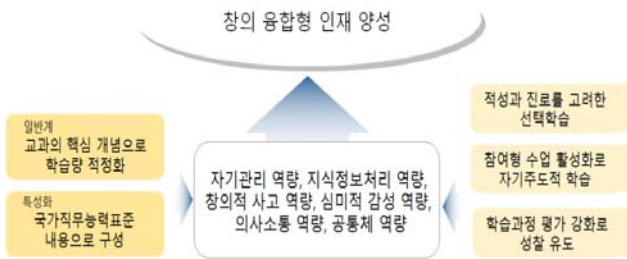 창의 융합형 인재 양성
일반계
교과의 핵심 개념으로
학습량 적정화
특성화
국가직무능력표준
내용으로 구성
자기관리 역량, 지식정보처리 역량,
창의적 사고 역량, 심미적 감성 역량,
의사소통 역량, 공통체 역량
적성과 진로를 고려한
선택학습
참여형 수업 활성화로
자기주도적 학습
학습과정 평가 강화로
성찰 유도